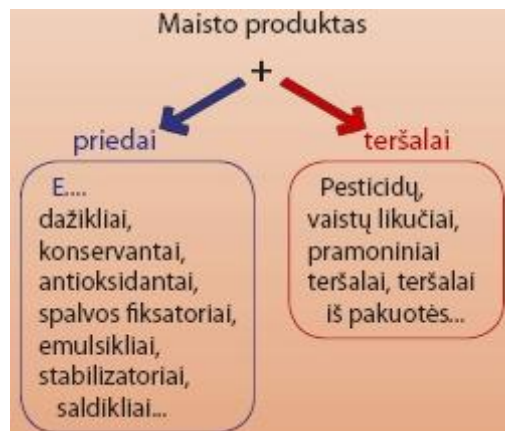 Maisto produktas
+
priedai
E....
dažikliai,
konservantai,
antioksidantai,
spalvos fiksatoriai,
emulsikliai,
stabilizatoriai,
saldikliai...
teršalai
Pesticidų,
vaistų likučiai,
pramoniniai
teršalai, teršalai
iš pakuotės...